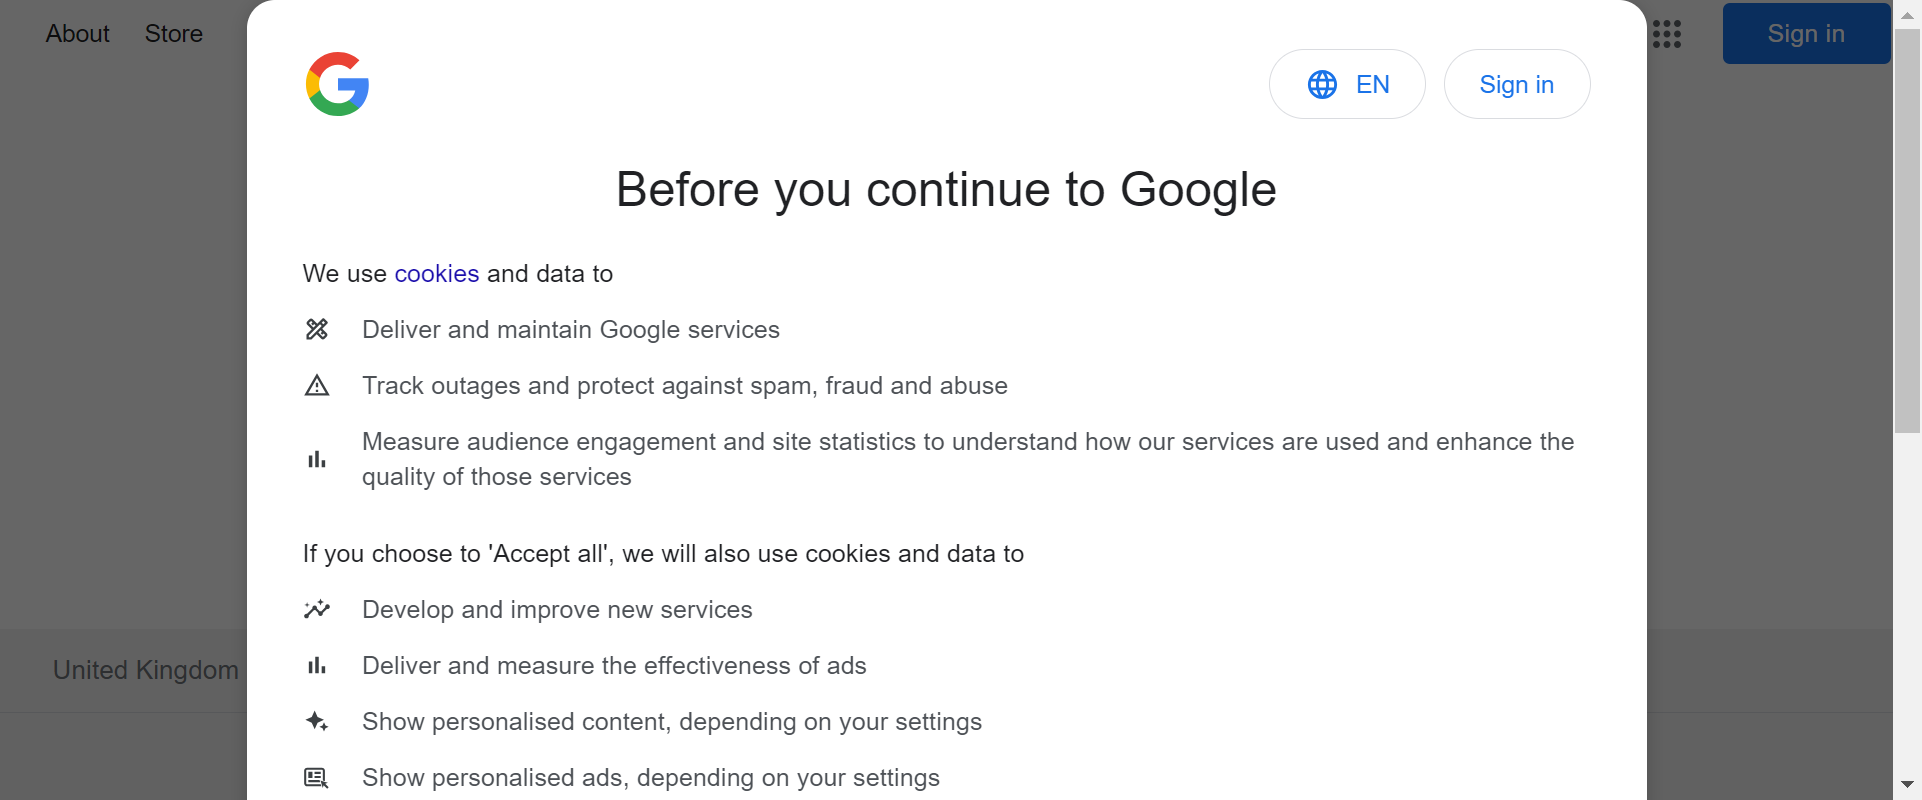 About Store
Sign in
EN
Sign in
Before you continue to Google
We use cookies and data to
Deliver and maintain Google services
Track outages and protect against spam, fraud and abuse
Measure audience engagement and site statistics to understand how our services are used and enhance the
quality of those services
If you choose to 'Accept all', we will also use cookies and data to
Develop and improve new services
Deliver and measure the effectiveness of ads
United Kingdom
Show personalised content, depending on your settings
Show personalised ads, depending on your settings